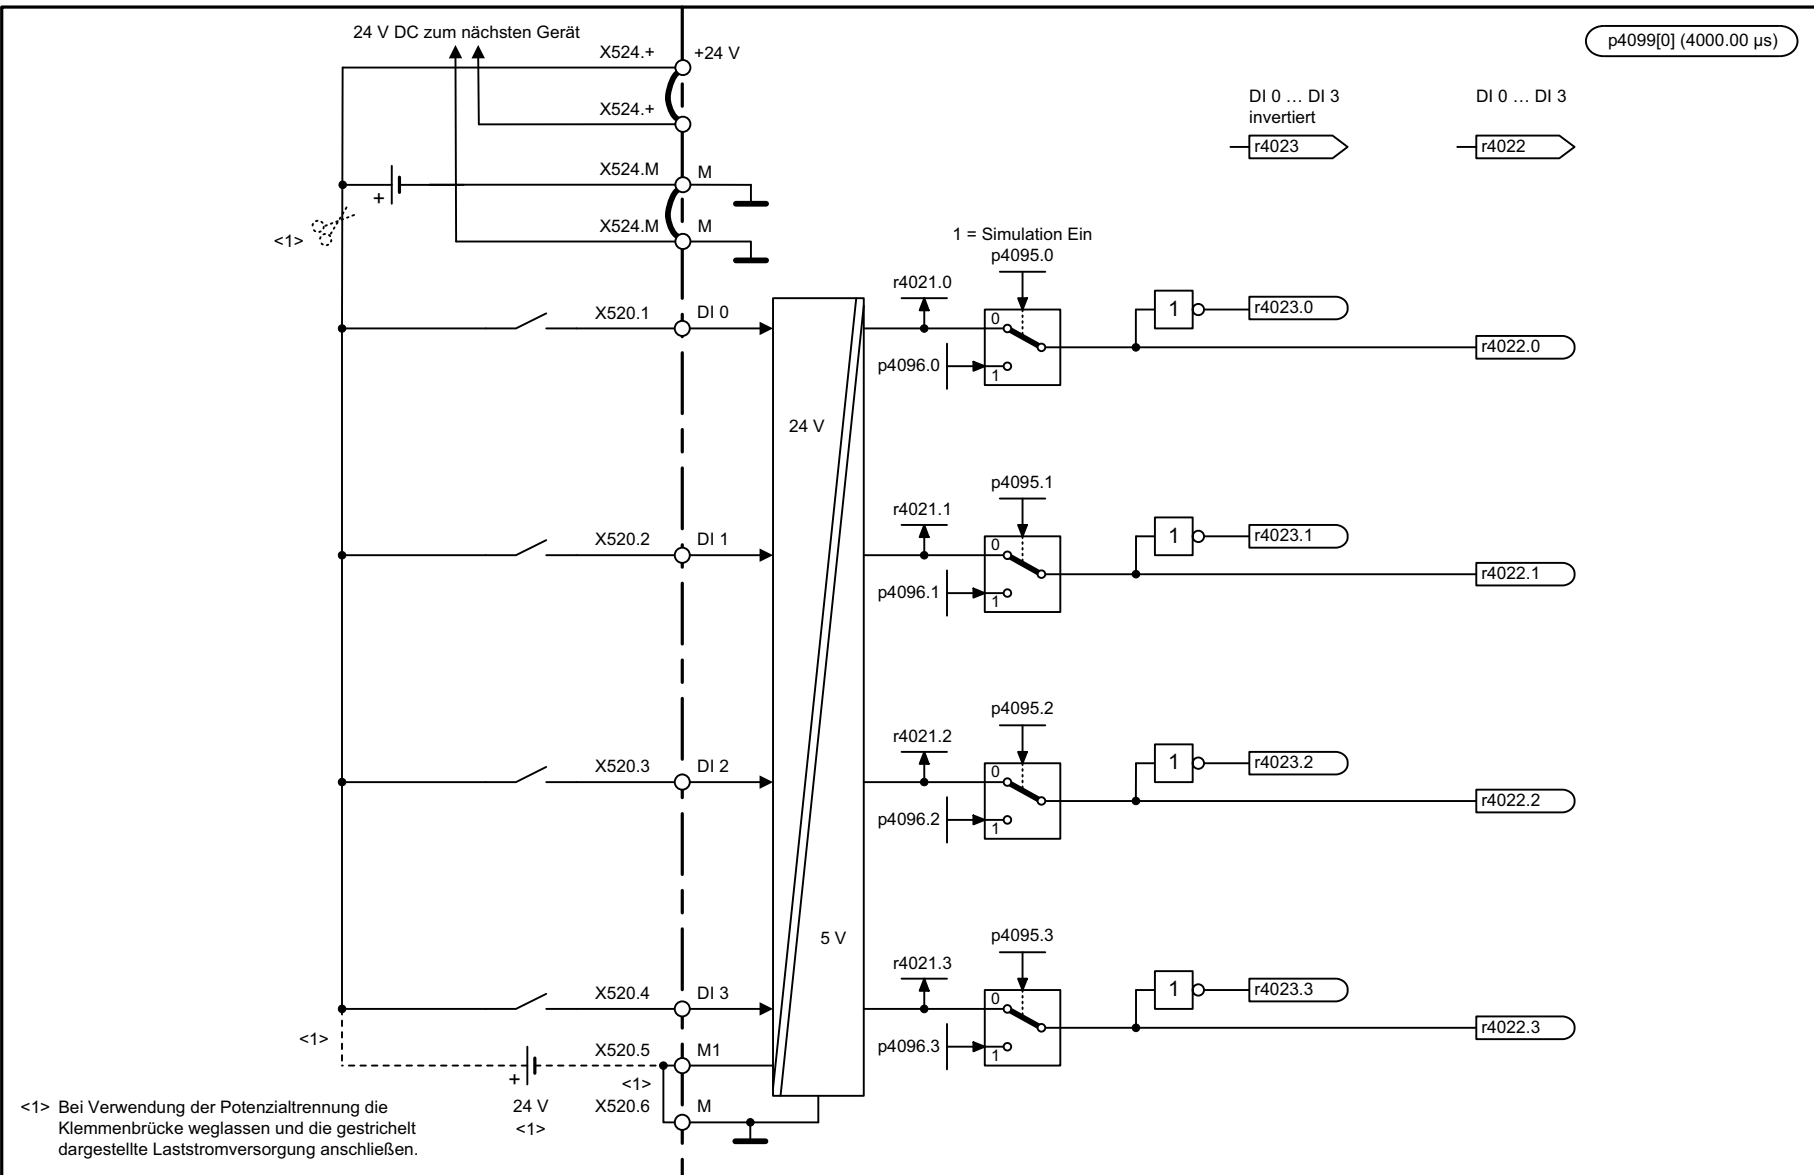 24 V DC zum nächsten Gerät
p4099[0] (4000.00 µs)
X524.+
+24 V
X524.+
DI 0 … DI 3
invertiert
r4023
DI 0 … DI 3
r4022
X524.M
M
+
<1>
X524.M
M
1 = Simulation Ein
p4095.0
r4021.0
X520.1
DI 0
0
1
r4023.0
r4022.0
p4096.0
1
24 V
p4095.1
r4021.1
X520.2
DI 1
0
1
r4023.1
r4022.1
p4096.1
1
p4095.2
r4021.2
X520.3
DI 2
0
1
r4023.2
r4022.2
p4096.2
1
5 V
p4095.3
r4021.3
X520.4
DI 3
0
1
r4023.3
r4022.3
p4096.3
1
<1>
X520.5
M1
+
<1>
24 V
<1>
X520.6
M
<1> Bei Verwendung der Potenzialtrennung die
Klemmenbrücke weglassen und die gestrichelt
dargestellte Laststromversorgung anschließen.